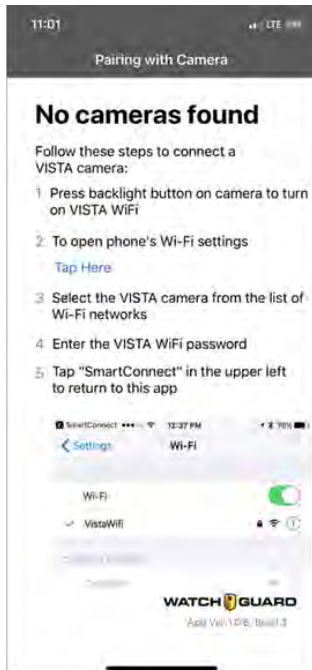 11:01
LTE
Pairing with Camera
No cameras found
Follow these steps to connect a
VISTA camera:
1 Press backlight button on camera to turn
on VISTA WiFi
2 To open phone's Wi-Fi settings
Tap Here
3 Select the VISTA camera from the list of
Wi-Fi networks
4 Enter the VISTA WiFi password
5 Tap "SmartConnect" in the upper left
to return to this app
SmartConnect 12:37 PM 70%
Settings Wi-Fi
Wi-Fi
VistaWifi
WATCHGUARD
App Ver